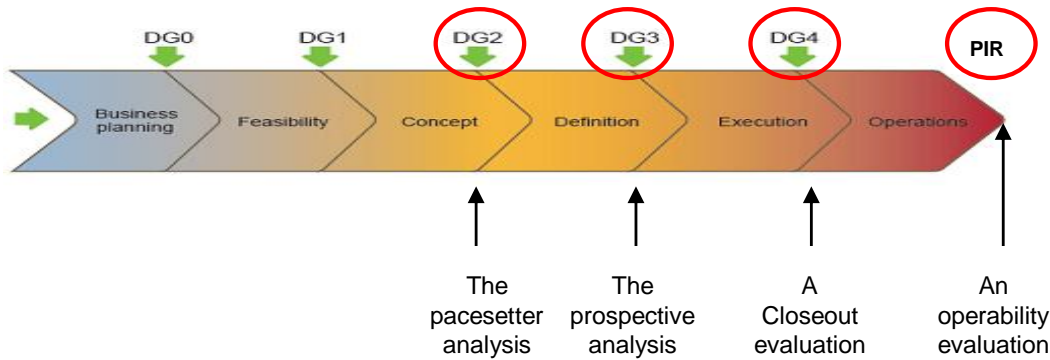 DG0 DG1 DG2 DG3 DG4 PIR
Business
planning
Feasibility
Concept
Definition
Execution
Operations
The
pacesetter
analysis
The
prospective
analysis
A
Closeout
evaluation
An
operability
evaluation